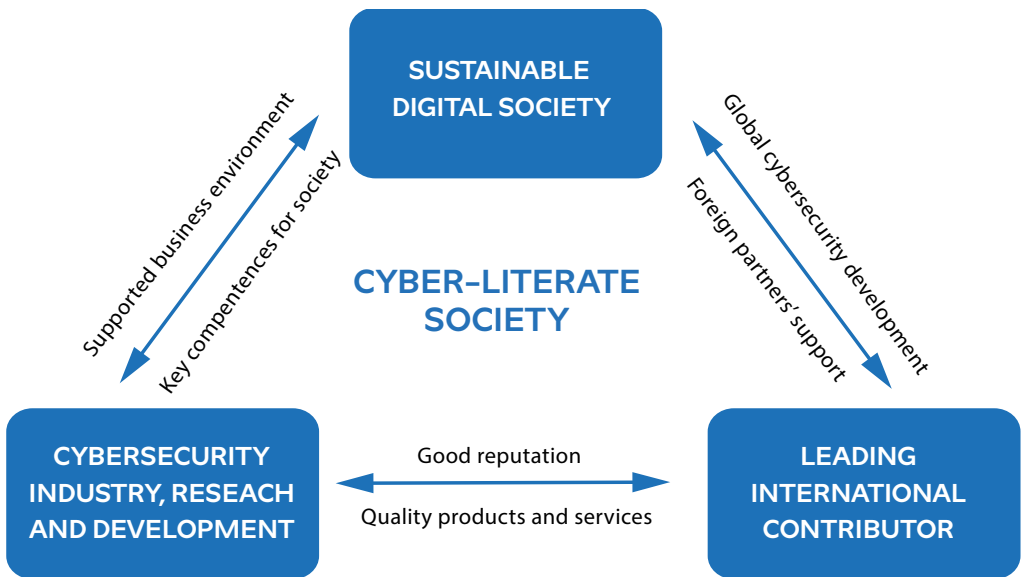 SUSTAINABLE
DIGITAL SOCIETY
Supported business environment
Key compentences for society
Global cybersecurity development
Foreign partners' support
CYBER–LITERATE
SOCIETY
CYBERSECURITY
INDUSTRY, RESEACH
AND DEVELOPMENT
Good reputation
Quality products and services
LEADING
INTERNATIONAL
CONTRIBUTOR